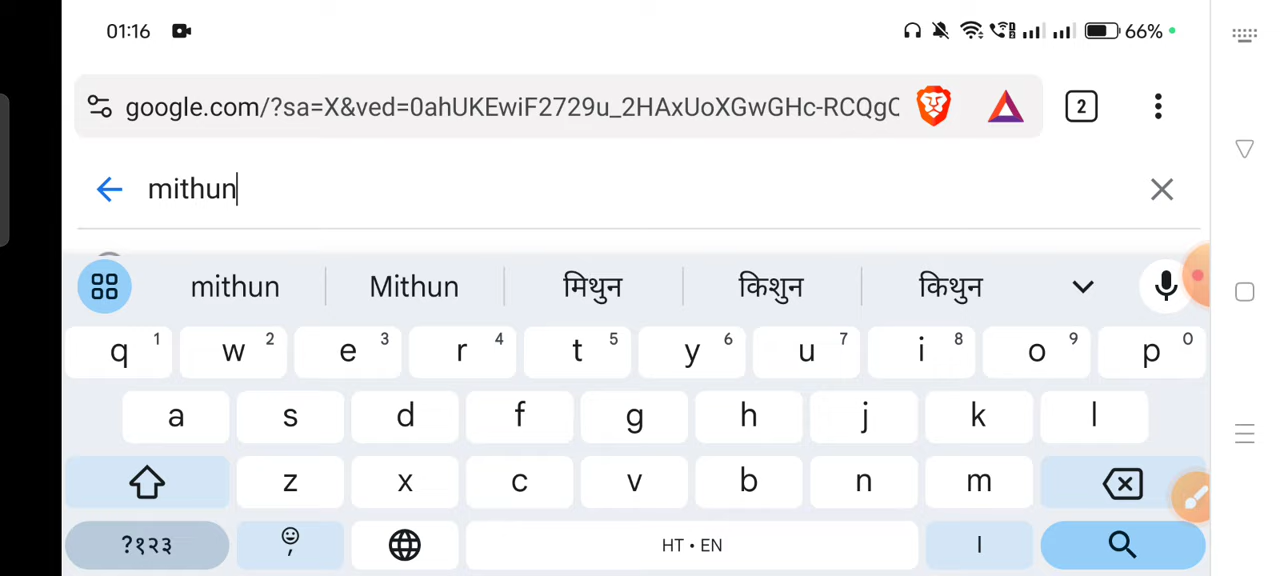 01:16 66%
google.com/?sa=X&ved=0ahUKEwiF2729u_2HAxUoXGwGHc-RCQgC 2
mithun
mithun Mithun मिथुन किशुन किथुन
q 1 w 2 e 3 r 4 t 5 y 6 u 7 i 8 o 9 p 0
a s d f g h j k l
z x c v b n m
?१२३ , HT • EN ।